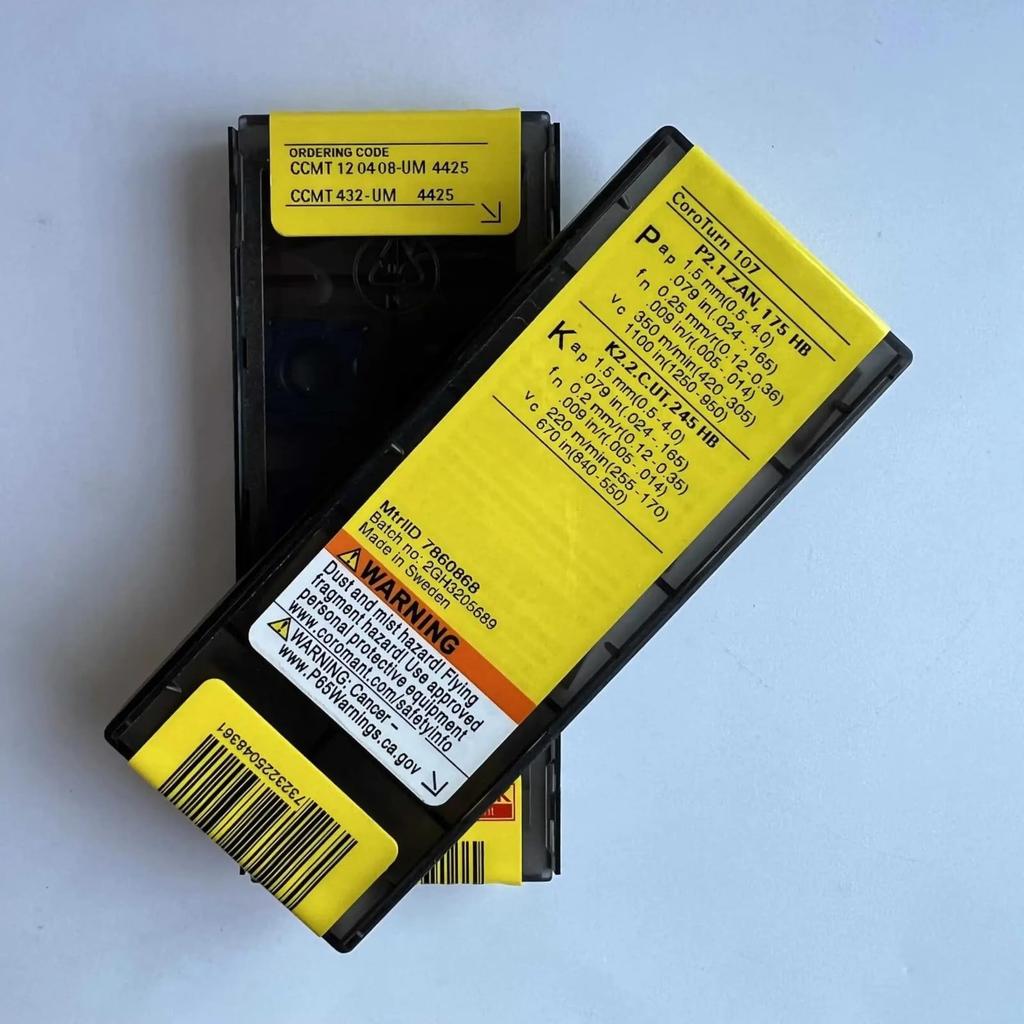 ORDERING CODE
CCMT 12 04 08-UM 4425
CCMT 432-UM 4425
CoroTurn 107
P2.1.Z.AN, 175 HB
P ap 1.5 mm(0.5-4.0)
.079 in(.024-.165)
fn 0.25 mm/r(0.12-0.36)
.009 in/r(.005-.014)
vc 350 m/min(420-305)
1100 in(1250-950)
K2.2.C.UT, 245 HB
K ap 1.5 mm(0.5-4.0)
.079 in(.024-.165)
fn 0.2 mm/r(0.12-0.35)
.009 in/r(.005-.014)
vc 220 m/min(255-170)
670 in(840-550)
MtrlID 7860868
Batch no: 2GH3205689
Made in Sweden
WARNING
Dust and mist hazard! Flying
fragment hazard! Use approved
personal protective equipment
www.coromant.com/safetyinfo
WARNING: Cancer –
www.P65Warnings.ca.gov
7323225048361